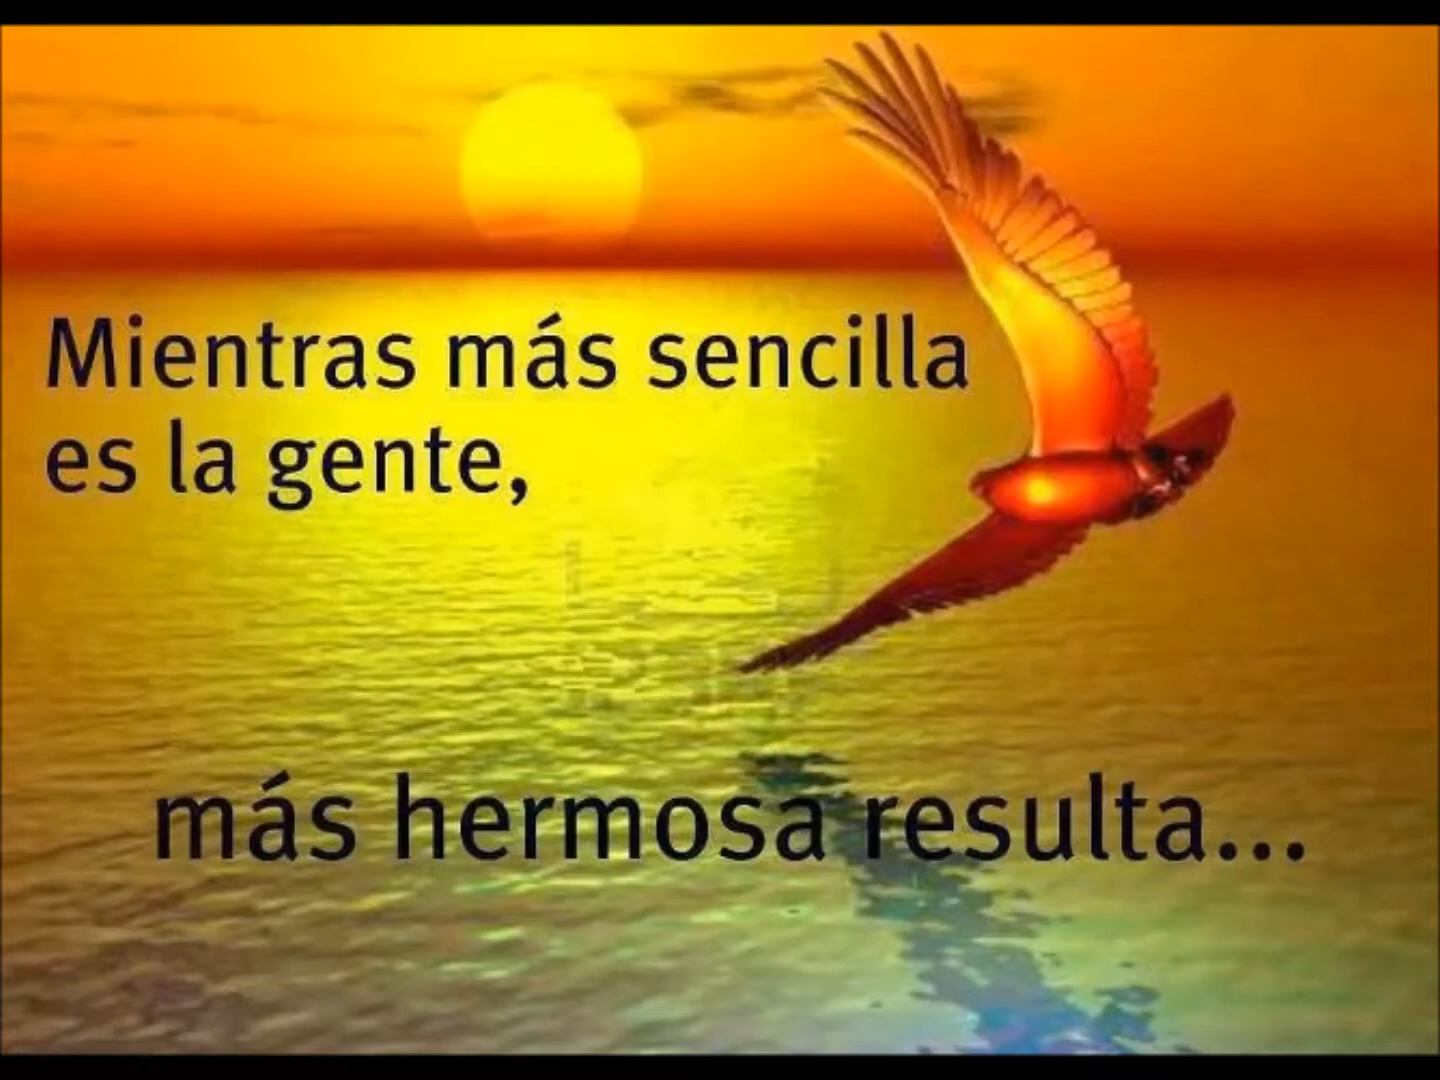 Mientras más sencilla
es la gente,
más hermosa resulta...